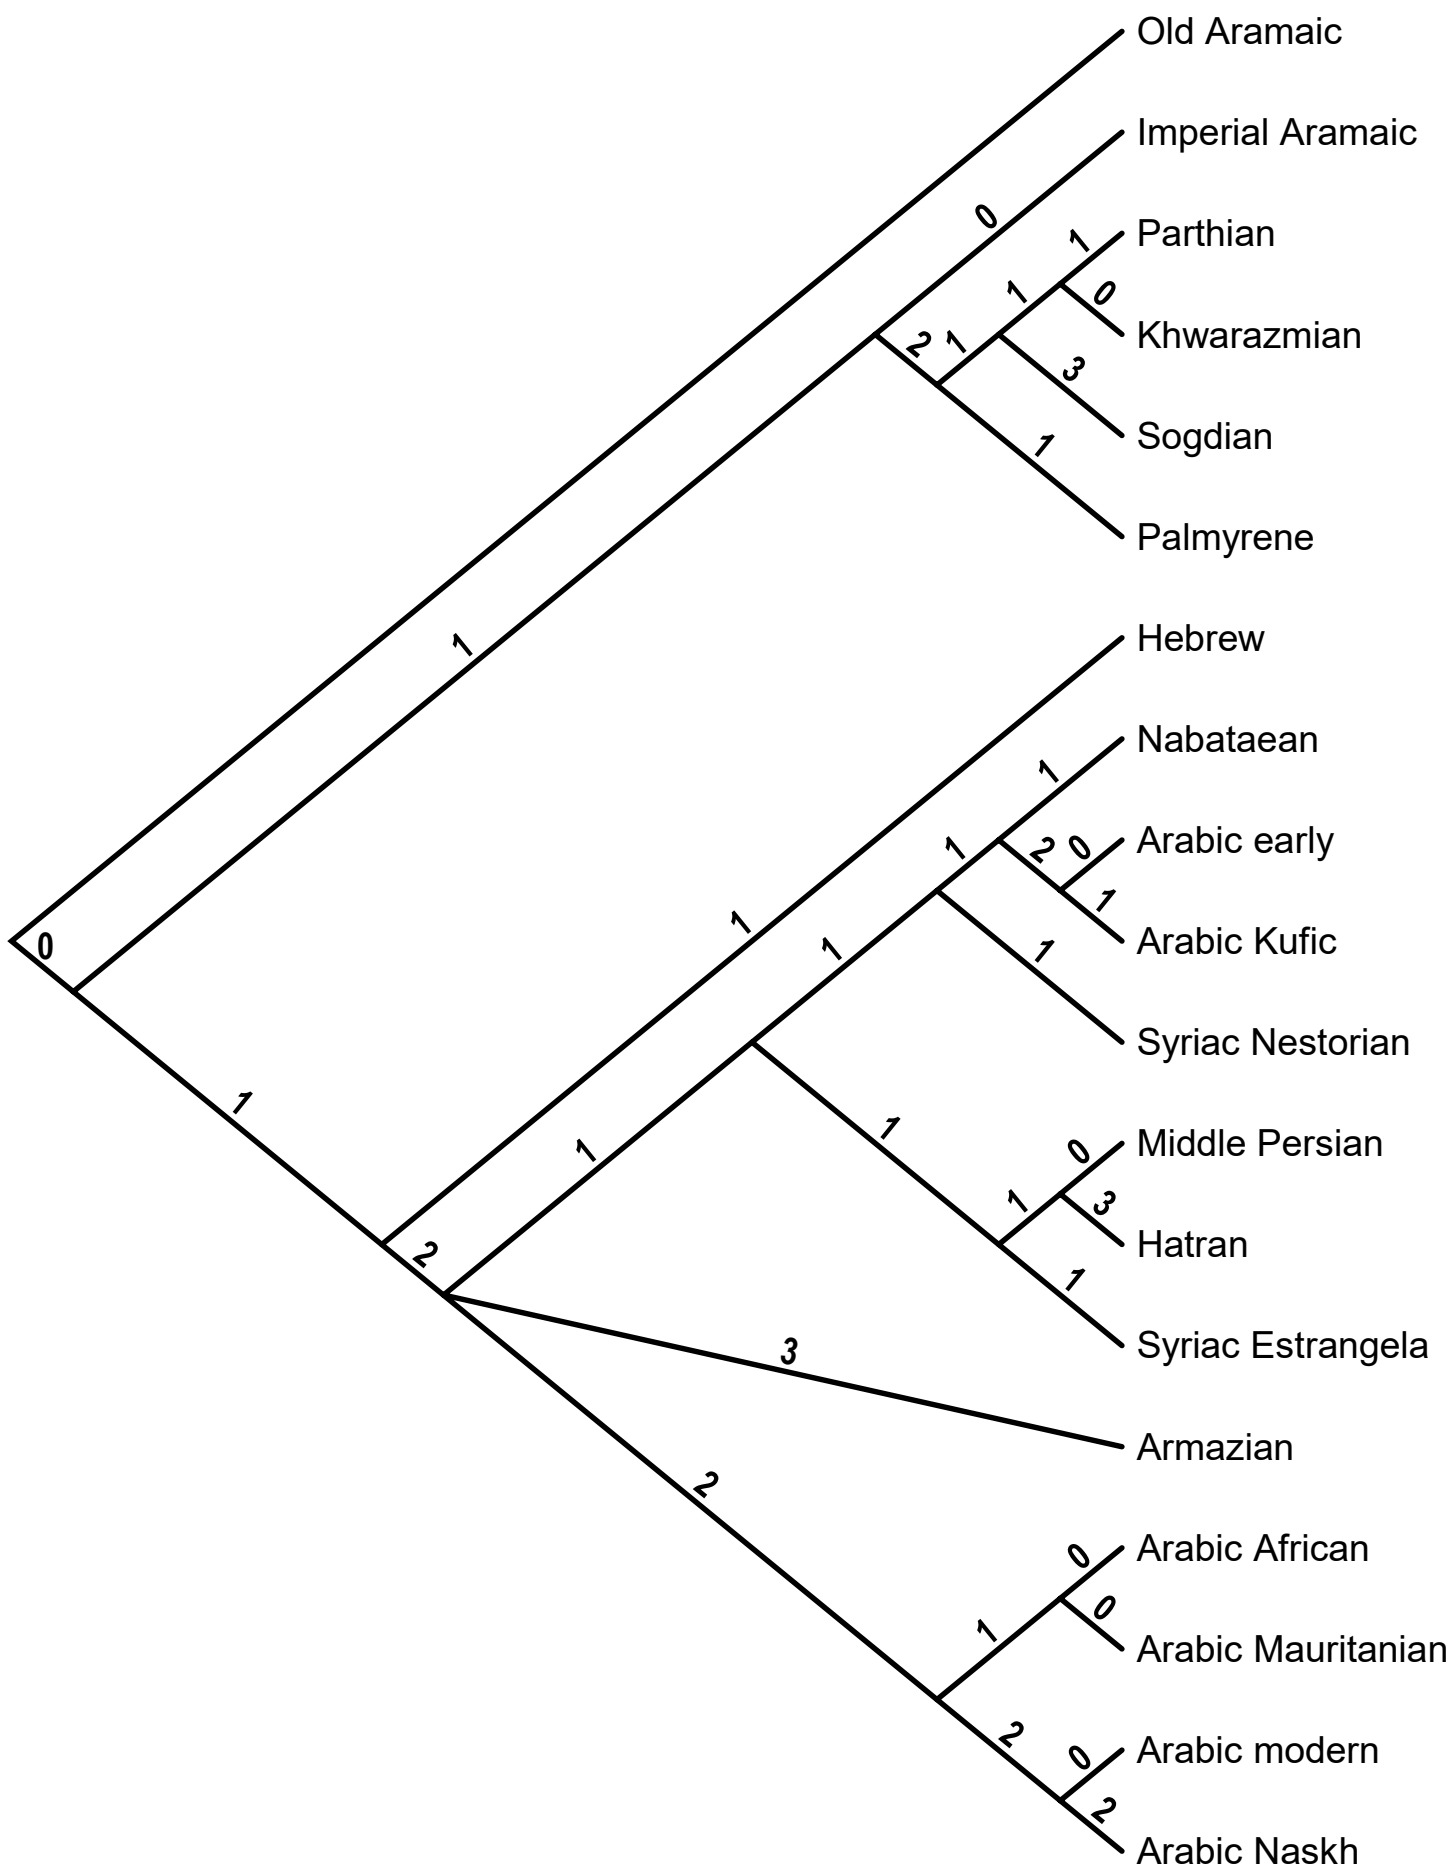 Old Aramaic
Imperial Aramaic
0
1
Parthian
1
0
2
1
Khwarazmian
3
Sogdian
1
Palmyrene
1
Hebrew
Nabataean
1
1
2
0
Arabic early
1
1
1
Arabic Kufic
0
1
Syriac Nestorian
1
1
1
0
Middle Persian
1
3
Hatran
2
1
Syriac Estrangela
3
Armazian
2
0
Arabic African
0
1
Arabic Mauritanian
2
0
Arabic modern
2
Arabic Naskh